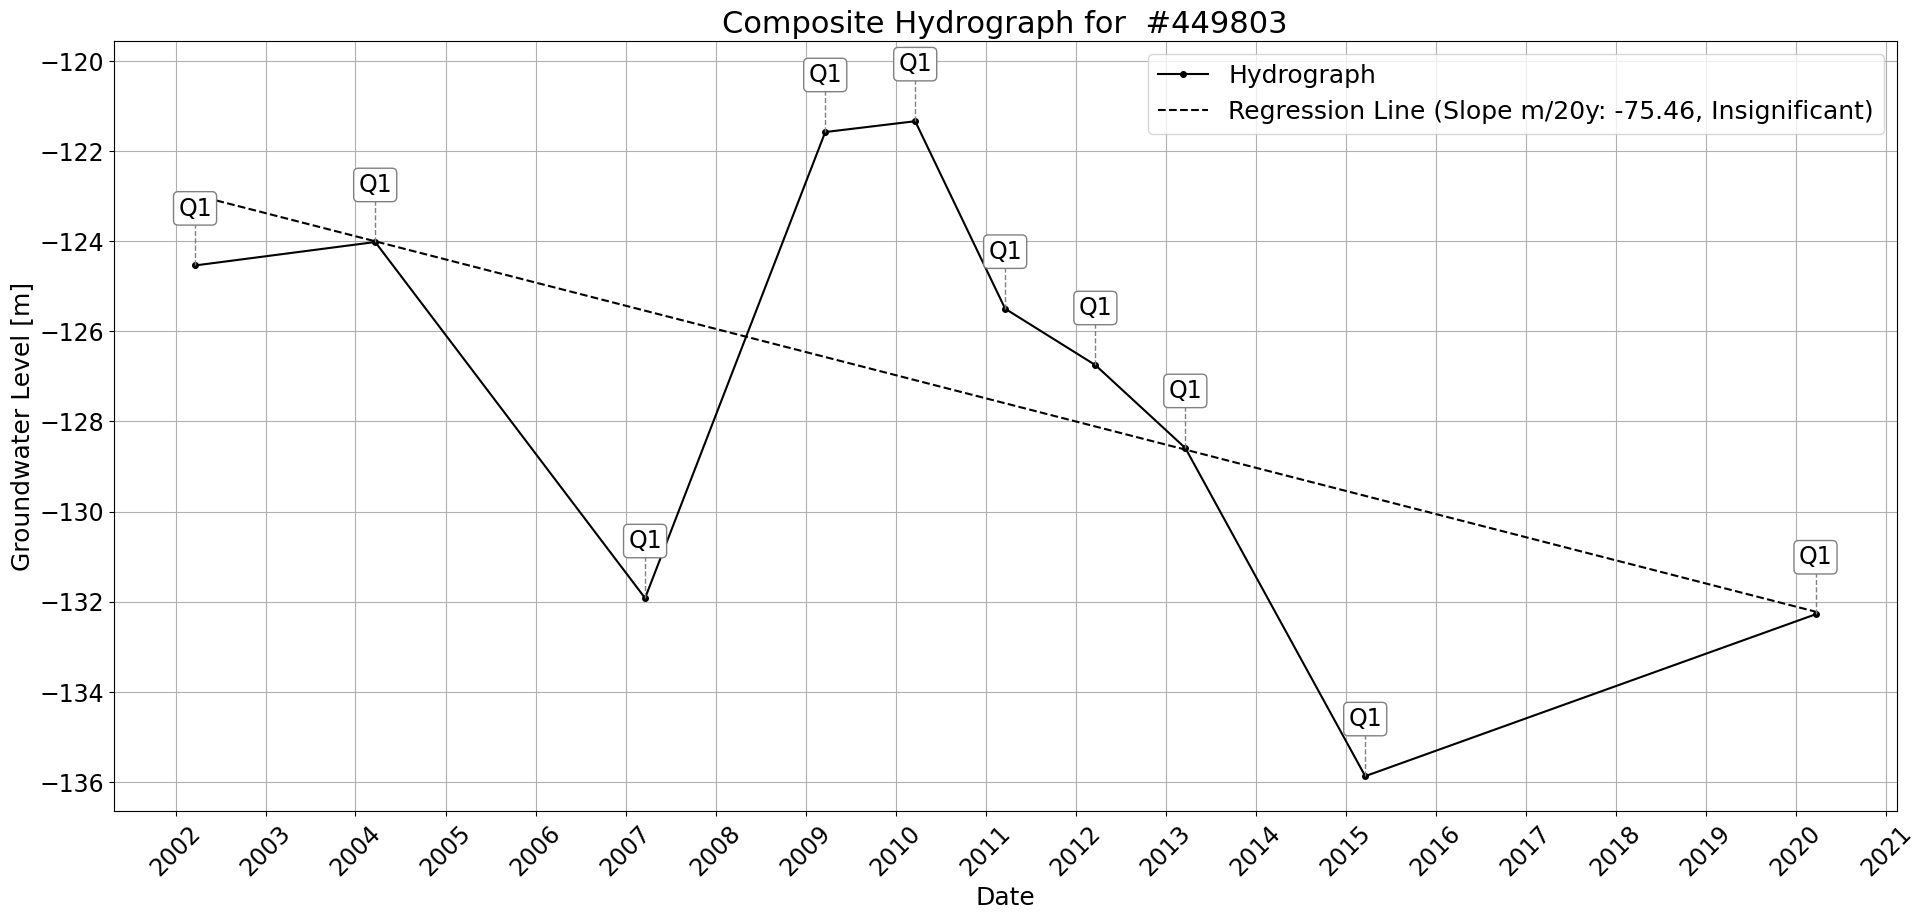 Composite Hydrograph for  #449803
Hydrograph
Regression Line (Slope m/20y: -75.46, Insignificant)
Groundwater Level [m]
−120
−122
−124
−126
−128
−130
−132
−134
−136
Q1
Q1
Q1
Q1
Q1
Q1
Q1
Q1
Q1
Q1
2002
2003
2004
2005
2006
2007
2008
2009
2010
2011
2012
2013
2014
2015
2016
2017
2018
2019
2020
2021
Date